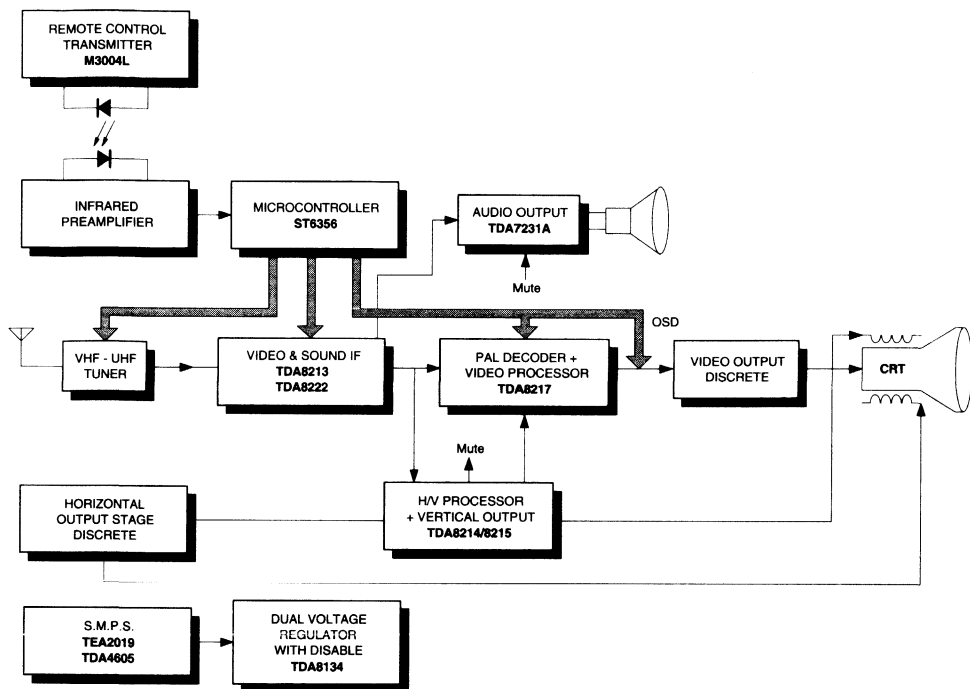 REMOTE CONTROL
TRANSMITTER
M3004L
INFRARED
PREAMPLIFIER
MICROCONTROLLER
ST6356
AUDIO OUTPUT
TDA7231A
Mute
OSD
VHF - UHF
TUNER
VIDEO & SOUND IF
TDA8213
TDA8222
PAL DECODER +
VIDEO PROCESSOR
TDA8217
VIDEO OUTPUT
DISCRETE
CRT
Mute
HORIZONTAL
OUTPUT STAGE
DISCRETE
H/V PROCESSOR
+ VERTICAL OUTPUT
TDA8214/8215
S.M.P.S.
TEA2019
TDA4605
DUAL VOLTAGE
REGULATOR
WITH DISABLE
TDA8134